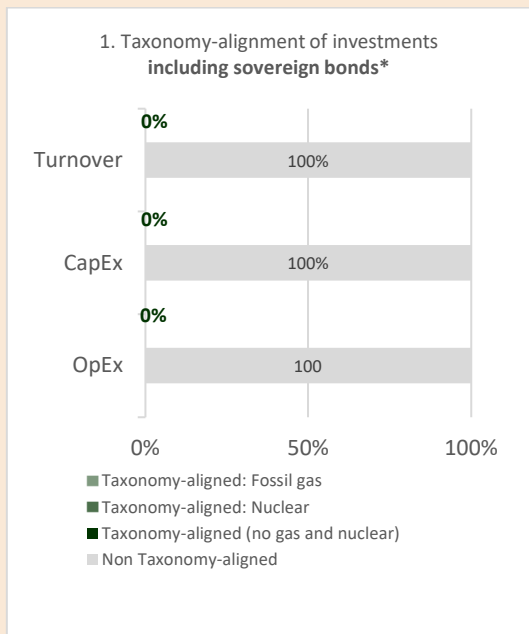 1. Taxonomy-alignment of investments
including sovereign bonds*
0%
Turnover
100%
0%
CapEx
100%
0%
OpEx
100
0%
50%
100%
Taxonomy-aligned: Fossil gas
Taxonomy-aligned: Nuclear
Taxonomy-aligned (no gas and nuclear)
Non Taxonomy-aligned